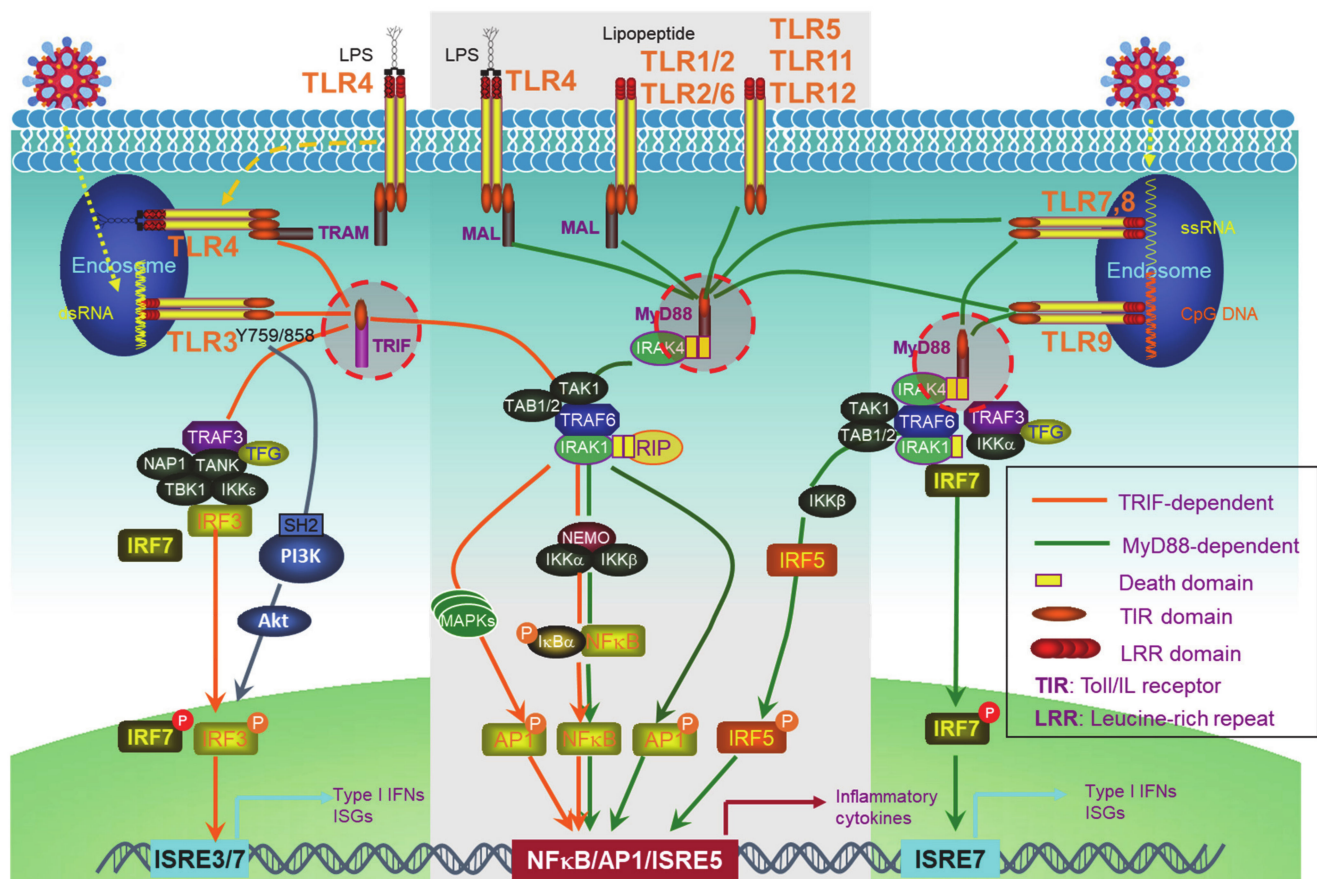 LPS
TLR4
LPS
TLR4
Lipopeptide
TLR1/2
TLR2/6
TLR5
TLR11
TLR12
TLR4
TRAM
MAL
MAL
TLR7,8
ssRNA
Endosome
Endosome
dsRNA
TLR3
Y759/858
TRIF
MyD88
IRAK4
MyD88
CpG DNA
TLR9
IRAK4
TAK1
TAB1/2
TRAF6
IRAK1
RIP
TAK1
TAB1/2
TRAF6
IRAK1
TRAF3
TFG
IKKα
IRF7
TRAF3
TFG
NAP1
TANK
TBK1
IKKε
IRF3
IRF7
SH2
PI3K
Akt
NEMO
IKKα
IKKβ
IKKβ
IRF5
MAPKs
P
IκBα
NFκB
TRIF-dependent
MyD88-dependent
Death domain
TIR domain
LRR domain
TIR: Toll/IL receptor
LRR: Leucine-rich repeat
IRF7
P
IRF3
P
AP1
P
NFκB
AP1
P
IRF5
P
IRF7
P
Type I IFNs
ISGs
Inflammatory
cytokines
Type I IFNs
ISGs
ISRE3/7
NFκB/AP1/ISRE5
ISRE7